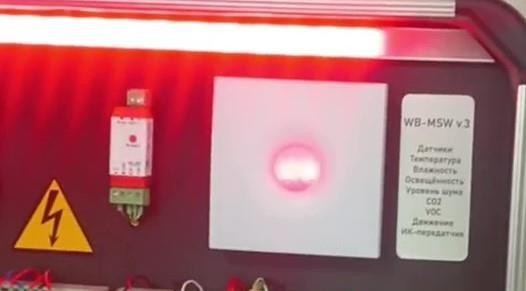 WB-MSW v.3
Датчики
Температура
Влажность
Освещённость
Уровень шума
CO2
VOC
Движение
ИК-передатчик